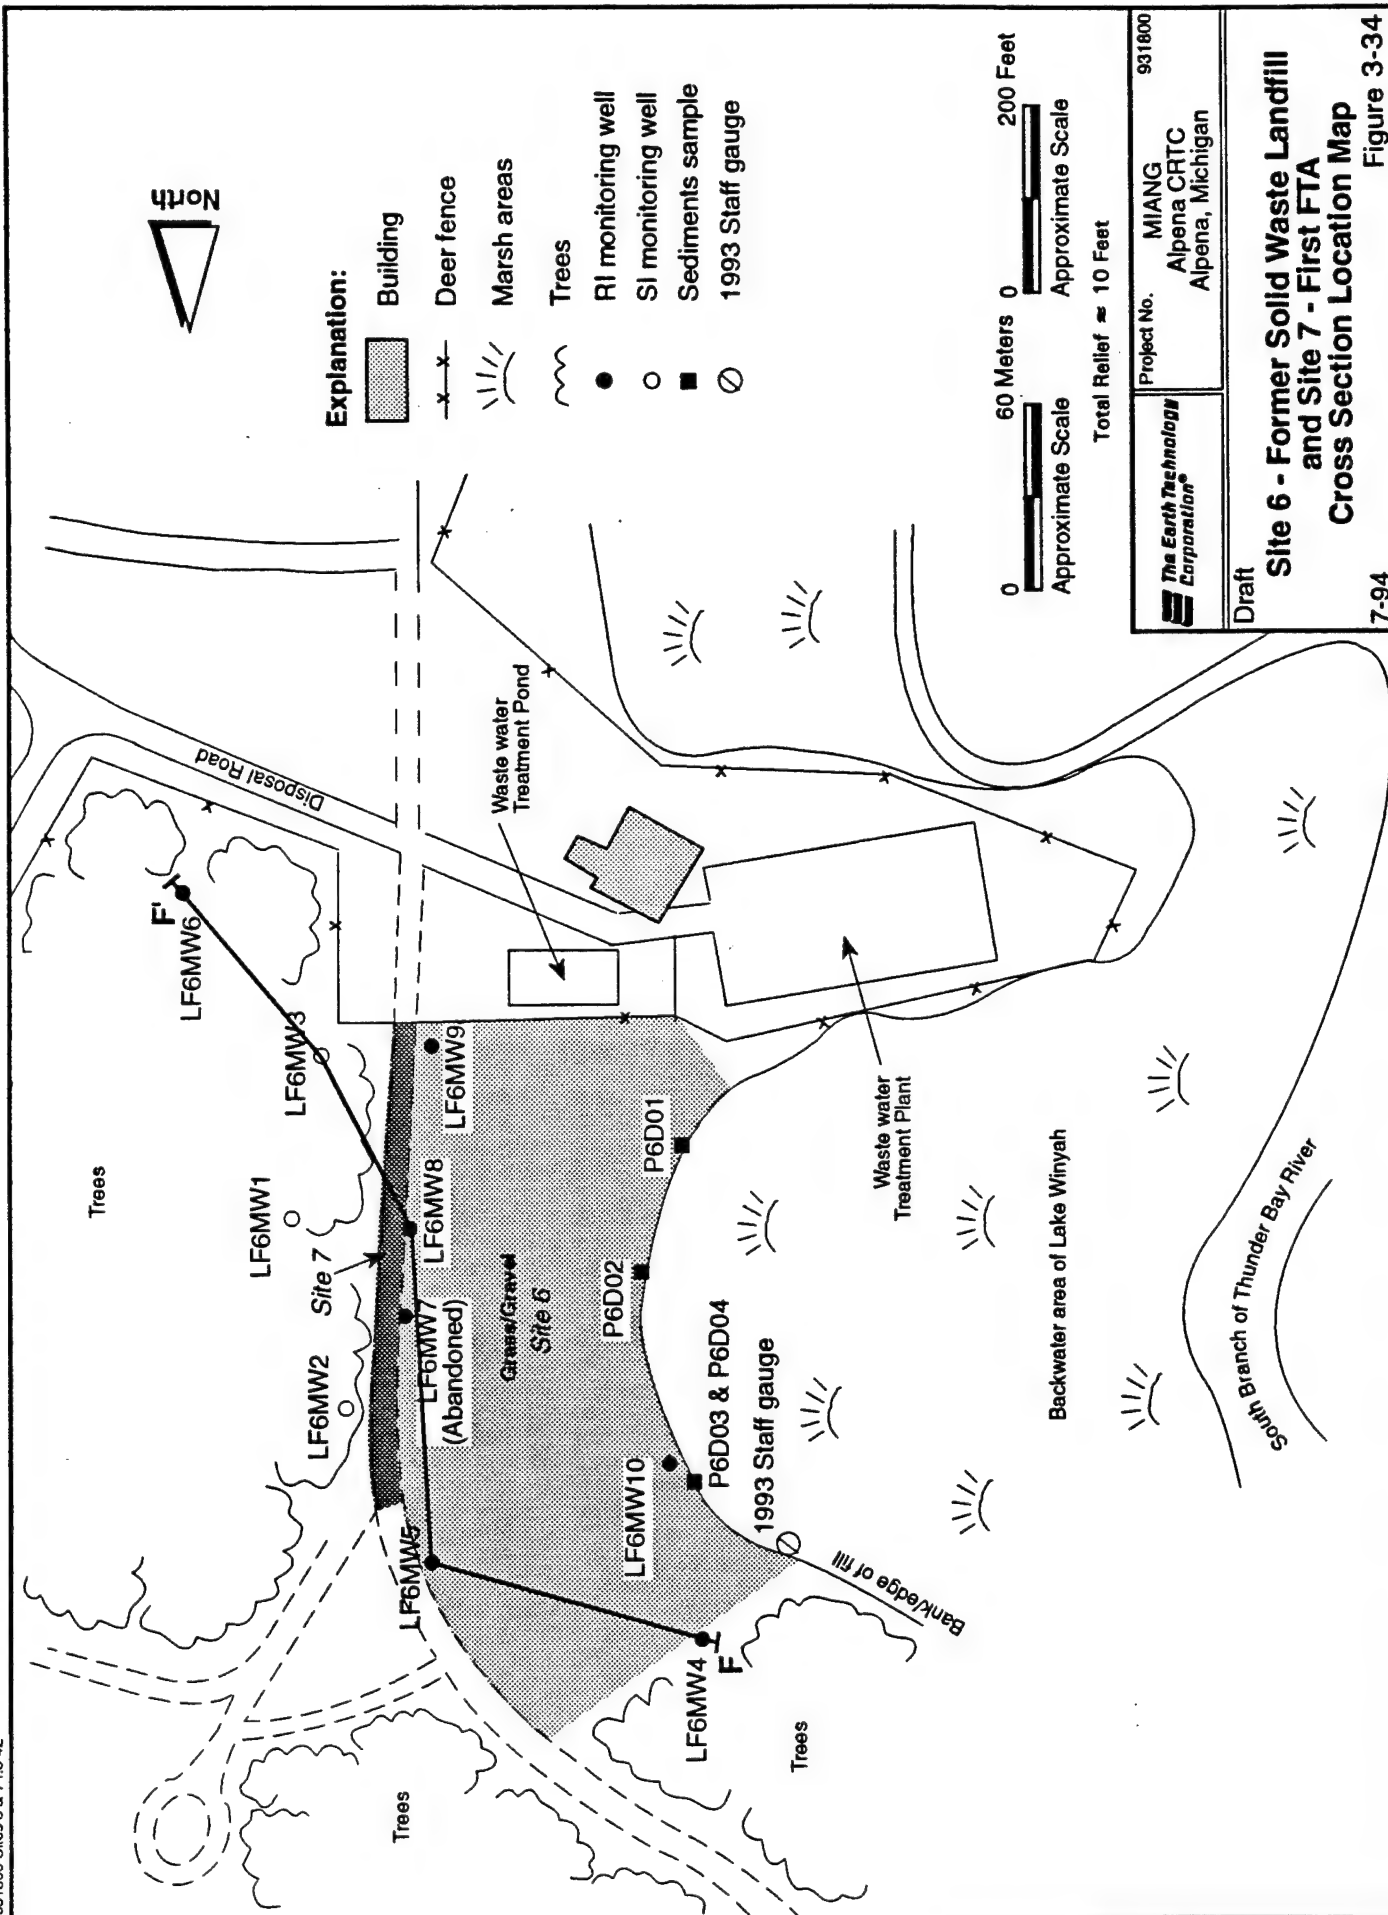 North
Explanation:
Building
Deer fence
Marsh areas
Trees
RI monitoring well
SI monitoring well
Sediments sample
1993 Staff gauge
0 60 Meters
Approximate Scale
0 200 Feet
Approximate Scale
Total Relief ≈ 10 Feet
The Earth Technology
Corporation®
Project No. 931800
MIANG
Alpena CRTC
Alpena, Michigan
Draft
Site 6 - Former Solid Waste Landfill
and Site 7 - First FTA
Cross Section Location Map
7-94
Figure 3-34
Trees
F'
LF6MW6
LF6MW3
LF6MW1
LF6MW2
Site 7
Disposal Road
Waste water
Treatment Pond
LF6MW9
LF6MW8
LF6MW7
(Abandoned)
LF6MW5
Grass/Gravel
Site 6
P6D01
P6D02
P6D03 & P6D04
LF6MW10
1993 Staff gauge
Bank/edge of fill
LF6MW4
F
Trees
Trees
Waste water
Treatment Plant
Backwater area of Lake Winyah
South Branch of Thunder Bay River